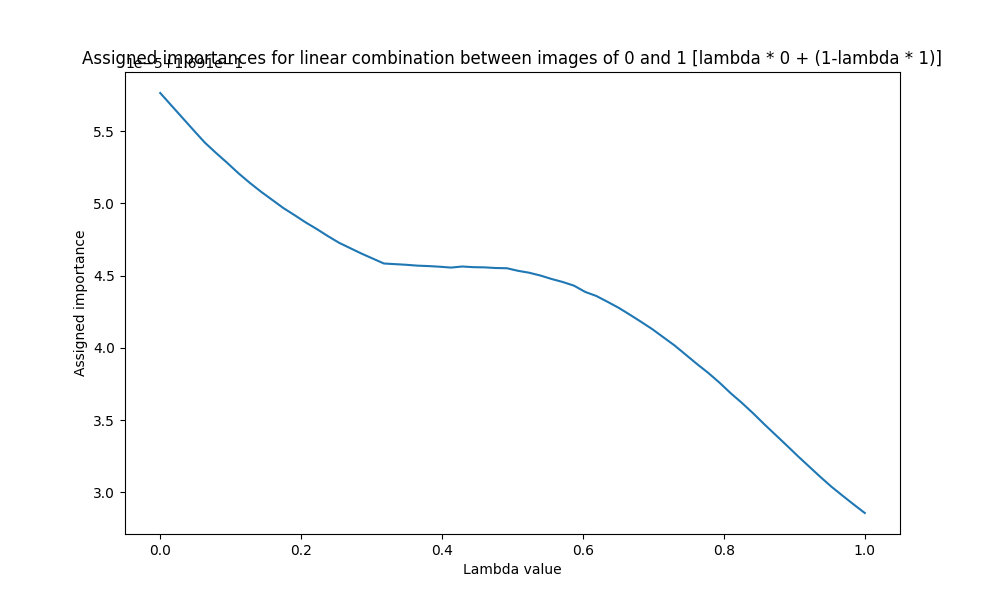 Assigned importances for linear combination between images of 0 and 1 [lambda * 0 + (1-lambda * 1)]
1e−5+1.691e−1
5.5
5.0
4.5
4.0
3.5
3.0
Assigned importance
0.0 0.2 0.4 0.6 0.8 1.0
Lambda value